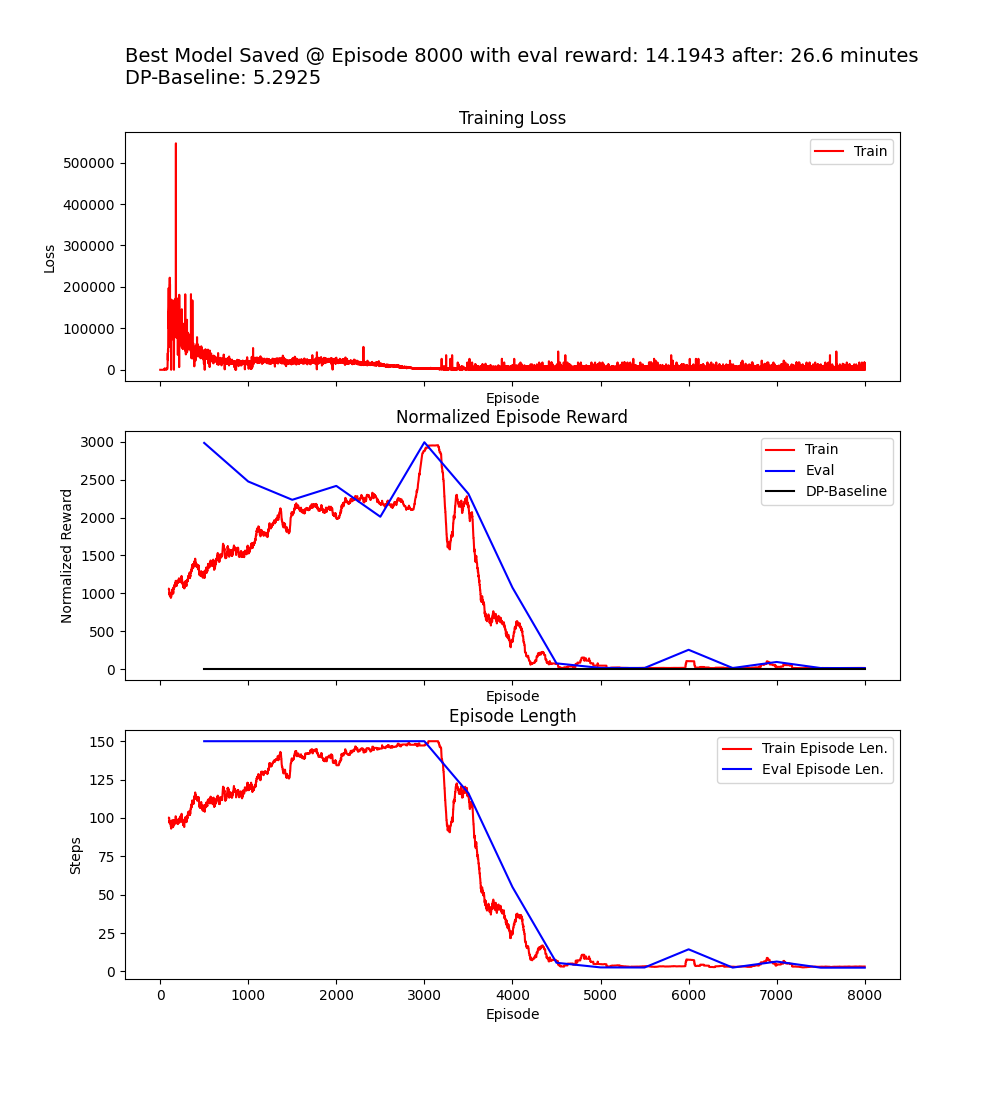 Best Model Saved @ Episode 8000 with eval reward: 14.1943 after: 26.6 minutes
DP-Baseline: 5.2925
Training Loss
Train
500000
400000
300000
200000
100000
0
Loss
Episode
Normalized Episode Reward
Train
Eval
DP-Baseline
3000
2500
2000
1500
1000
500
0
Normalized Reward
Episode
Episode Length
Train Episode Len.
Eval Episode Len.
150
125
100
75
50
25
0
Steps
0 1000 2000 3000 4000 5000 6000 7000 8000
Episode